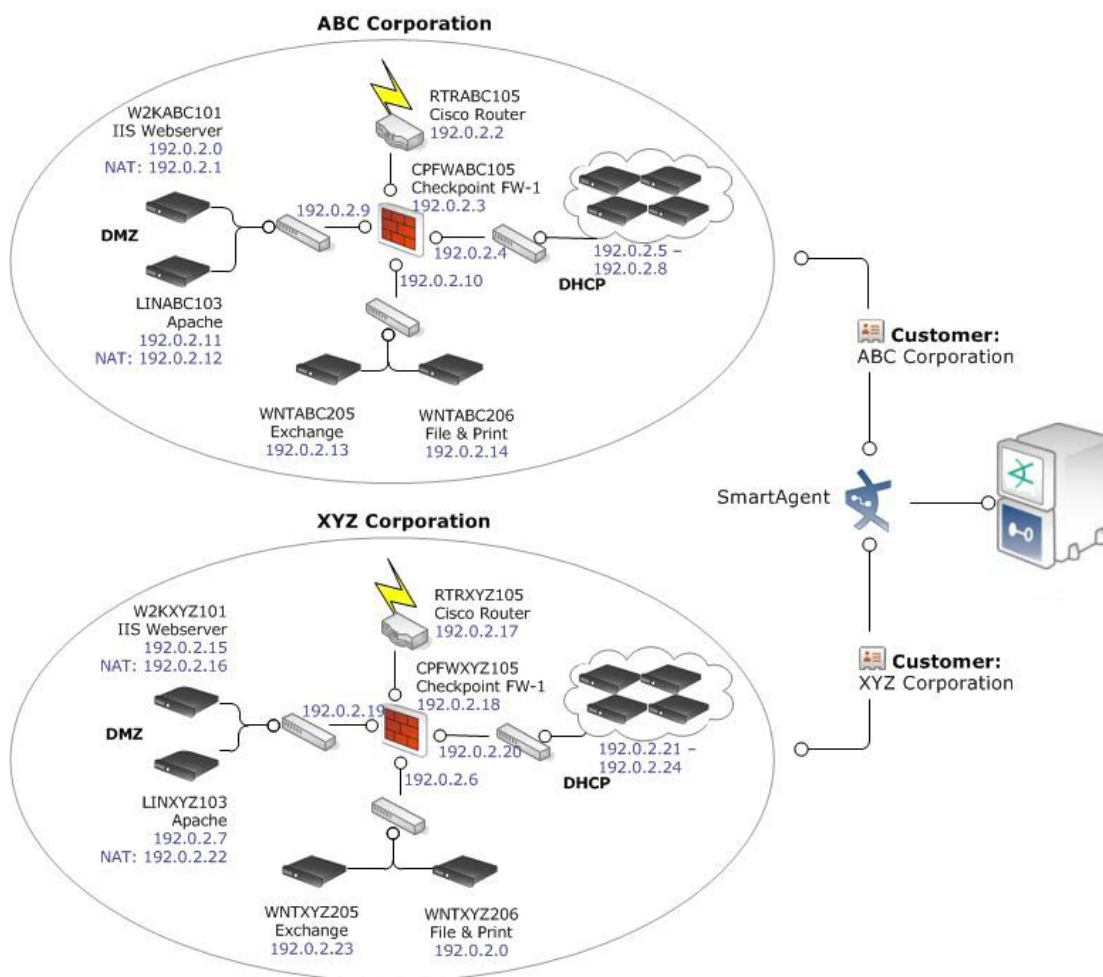 ABC Corporation
RTRABC105
Cisco Router
192.0.2.2
W2KABC101
IIS Webserver
192.0.2.0
NAT: 192.0.2.1
CPFWABC105
Checkpoint FW-1
192.0.2.3
192.0.2.9
DMZ
192.0.2.4
192.0.2.5 –
192.0.2.8
DHCP
192.0.2.10
LINABC103
Apache
192.0.2.11
NAT: 192.0.2.12
WNTABC205
Exchange
192.0.2.13
WNTABC206
File & Print
192.0.2.14
Customer:
ABC Corporation
SmartAgent
XYZ Corporation
RTRXYZ105
Cisco Router
192.0.2.17
W2KXYZ101
IIS Webserver
192.0.2.15
NAT: 192.0.2.16
CPFWXYZ105
Checkpoint FW-1
192.0.2.18
192.0.2.19
DMZ
192.0.2.20
192.0.2.21 –
192.0.2.24
DHCP
192.0.2.6
LINXYZ103
Apache
192.0.2.7
NAT: 192.0.2.22
WNTXYZ205
Exchange
192.0.2.23
WNTXYZ206
File & Print
192.0.2.0
Customer:
XYZ Corporation